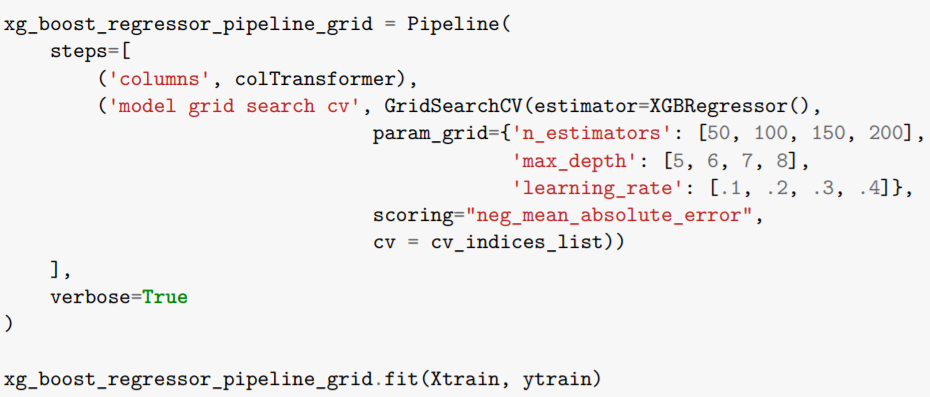 xg_boost_regressor_pipeline_grid = Pipeline(
    steps=[
        ('columns', colTransformer),
        ('model grid search cv', GridSearchCV(estimator=XGBRegressor(),
                                param_grid={'n_estimators': [50, 100, 150, 200],
                                            'max_depth': [5, 6, 7, 8],
                                            'learning_rate': [.1, .2, .3, .4]},
                                scoring="neg_mean_absolute_error",
                                cv = cv_indices_list))
    ],
    verbose=True
)
xg_boost_regressor_pipeline_grid.fit(Xtrain, ytrain)